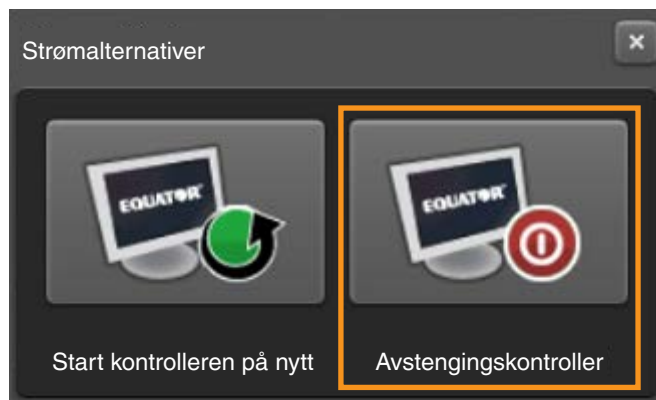 Strømalternativer
EQUATOR
EQUATOR
Start kontrolleren på nytt
Avstengingskontroller